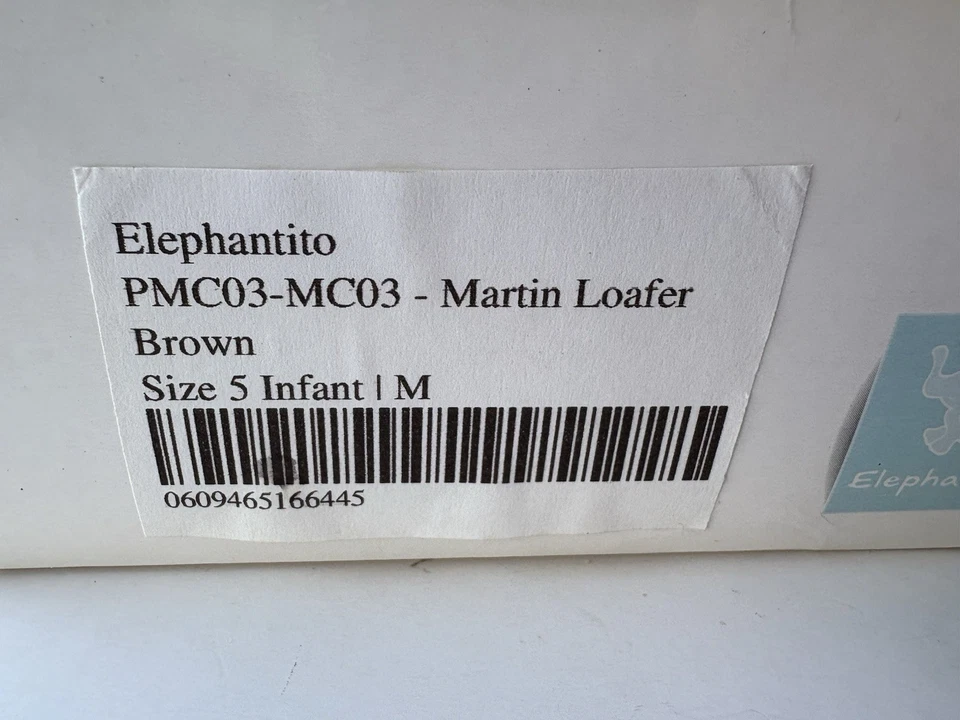 Elephantito
PMC03-MC03 - Martin Loafer
Brown
Size 5 Infant | M
0609465166445
Elepha